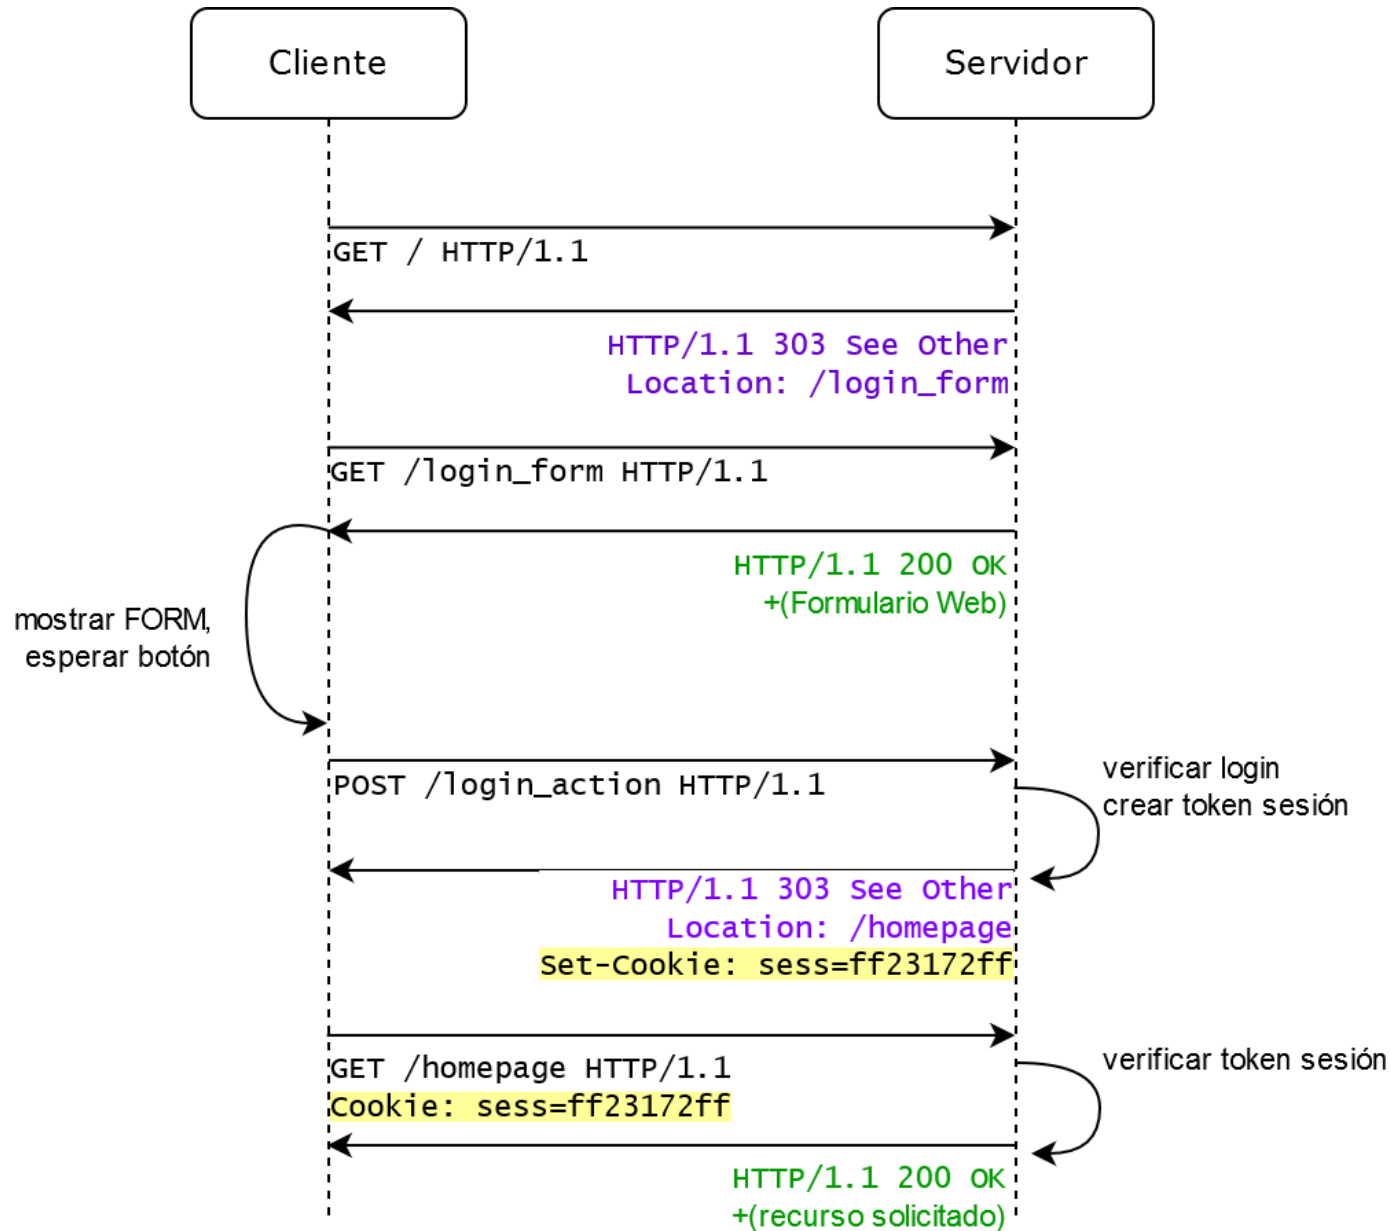 Cliente
Servidor
GET / HTTP/1.1
HTTP/1.1 303 See Other
Location: /login_form
GET /login_form HTTP/1.1
HTTP/1.1 200 OK
+(Formulario Web)
mostrar FORM,
esperar botón
POST /login_action HTTP/1.1
verificar login
crear token sesión
HTTP/1.1 303 See Other
Location: /homepage
Set-Cookie: sess=ff23172ff
GET /homepage HTTP/1.1
Cookie: sess=ff23172ff
verificar token sesión
HTTP/1.1 200 OK
+(recurso solicitado)